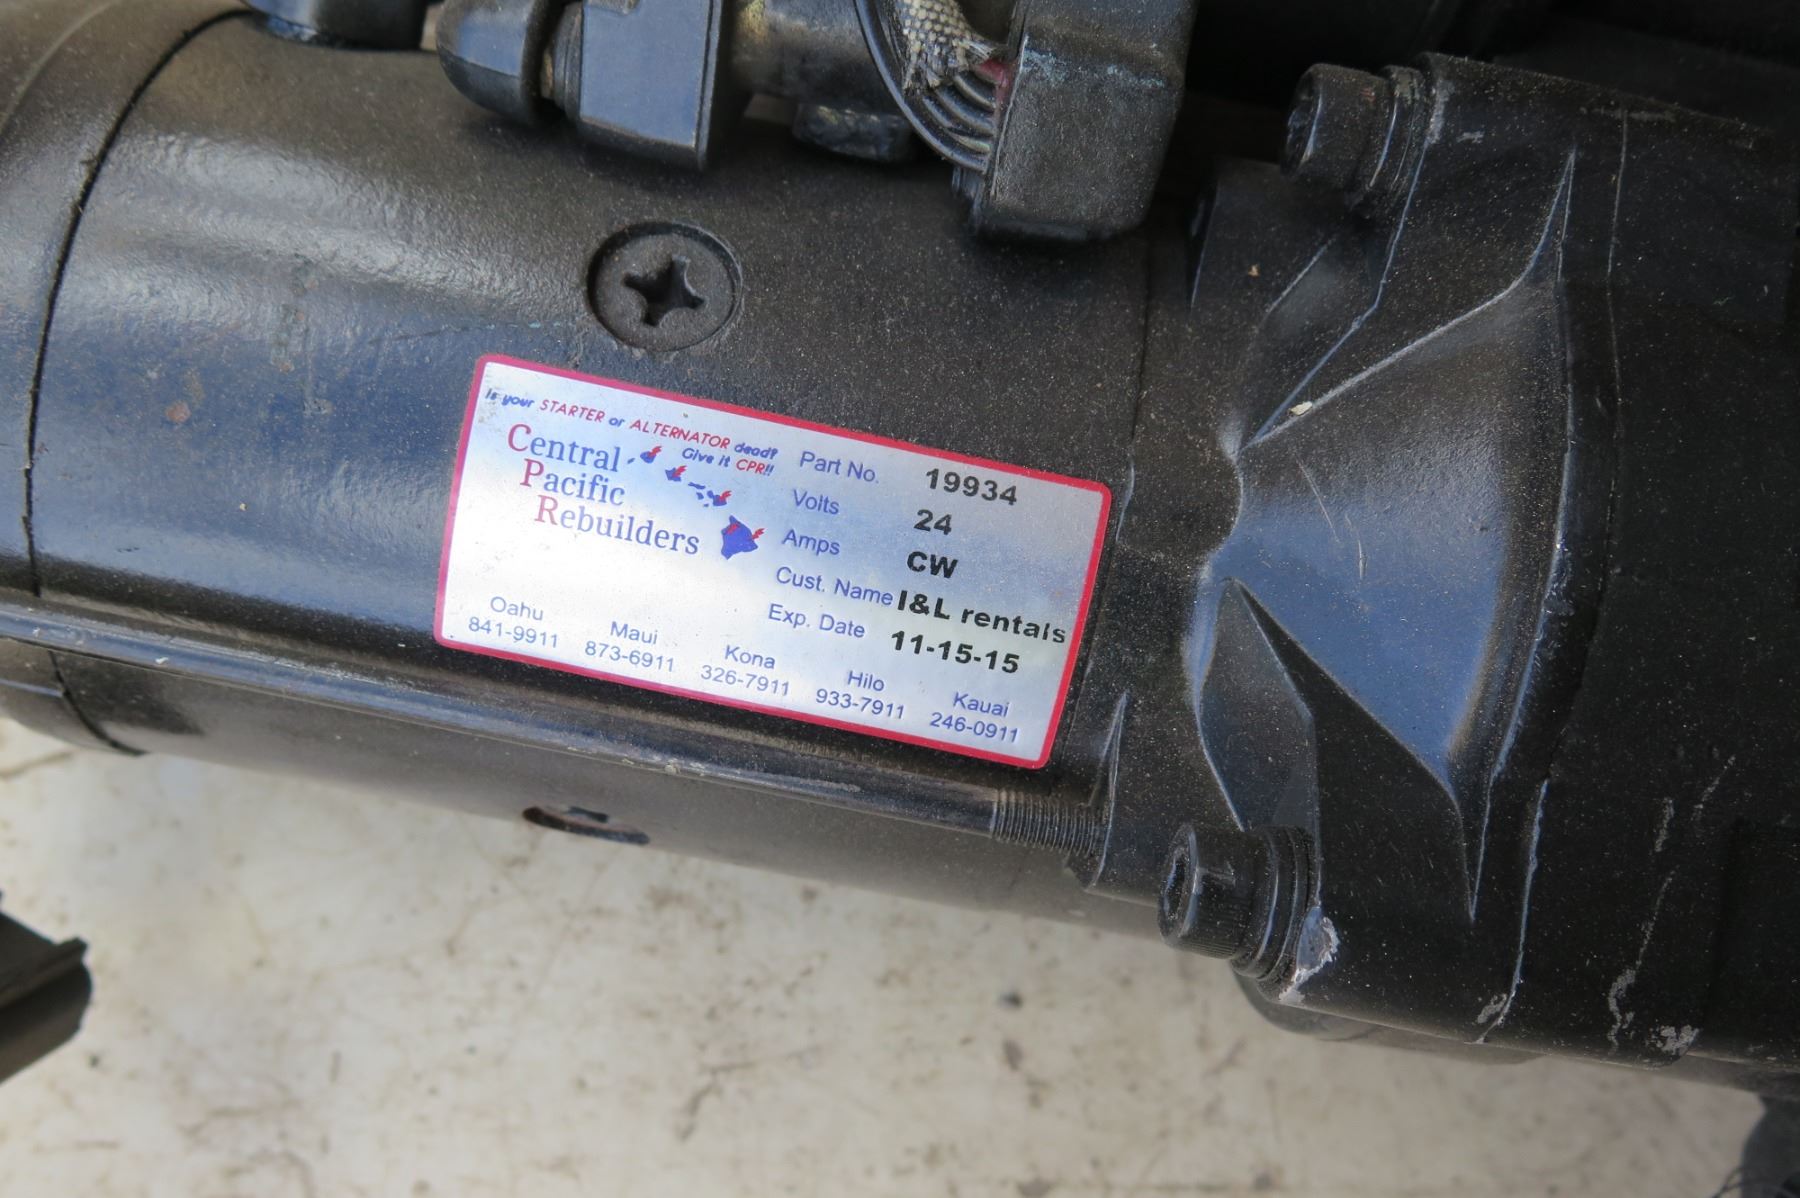 Is your STARTER or ALTERNATOR dead?
Give it CPR!!
Central
Pacific
Rebuilders
Part No. 19934
Volts 24
Amps CW
Cust. Name I&L rentals
Exp. Date 11-15-15
Oahu
841-9911
Maui
873-6911
Kona
326-7911
Hilo
933-7911
Kauai
246-0911